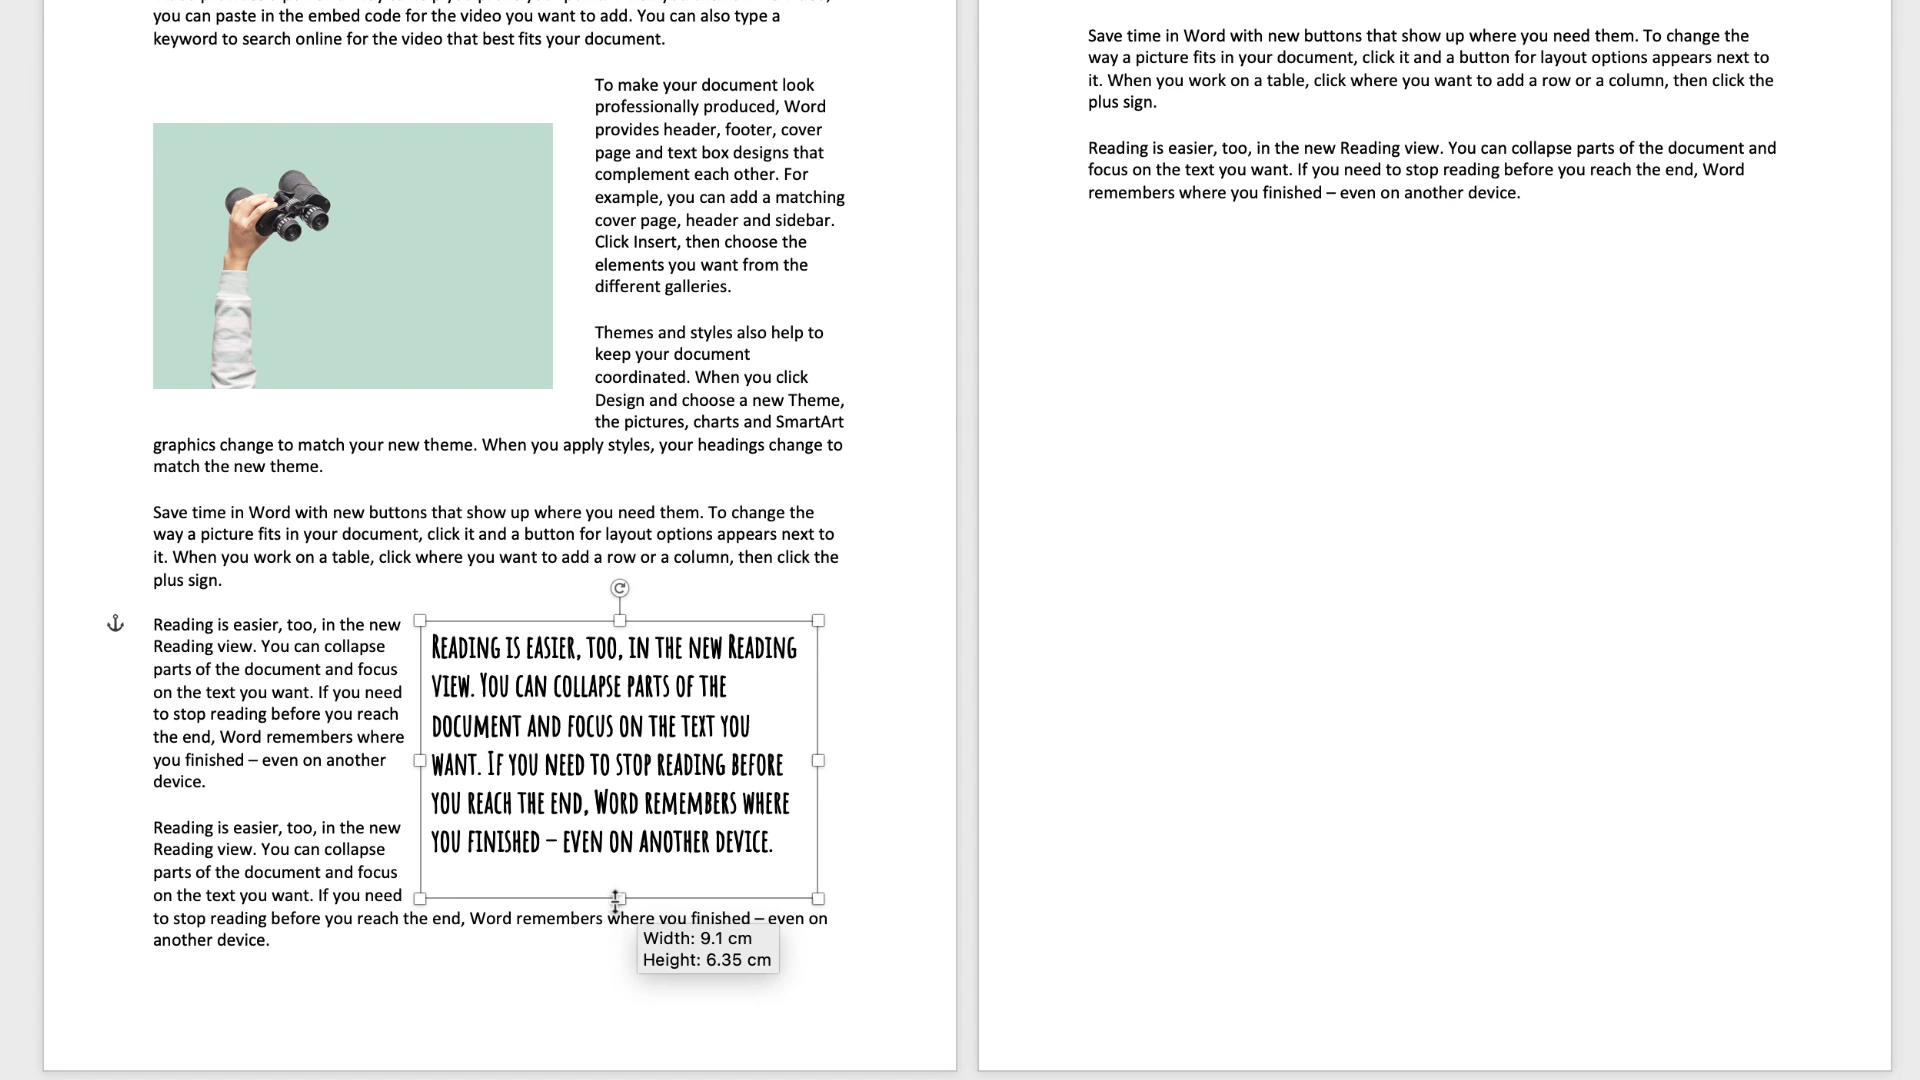 you can paste in the embed code for the video you want to add. You can also type a
keyword to search online for the video that best fits your document.
To make your document look
professionally produced, Word
provides header, footer, cover
page and text box designs that
complement each other. For
example, you can add a matching
cover page, header and sidebar.
Click Insert, then choose the
elements you want from the
different galleries.
Themes and styles also help to
keep your document
coordinated. When you click
Design and choose a new Theme,
the pictures, charts and SmartArt
graphics change to match your new theme. When you apply styles, your headings change to
match the new theme.
Save time in Word with new buttons that show up where you need them. To change the
way a picture fits in your document, click it and a button for layout options appears next to
it. When you work on a table, click where you want to add a row or a column, then click the
plus sign.
Reading is easier, too, in the new
Reading view. You can collapse
parts of the document and focus
on the text you want. If you need
to stop reading before you reach
the end, Word remembers where
you finished – even on another
device.
Reading is easier, too, in the new
Reading view. You can collapse
parts of the document and focus
on the text you want. If you need
to stop reading before you reach the end, Word remembers where you finished – even on
another device.
Reading is easier, too, in the new Reading
view. You can collapse parts of the
document and focus on the text you
want. If you need to stop reading before
you reach the end, Word remembers where
you finished – even on another device.
Width: 9.1 cm
Height: 6.35 cm
Save time in Word with new buttons that show up where you need them. To change the
way a picture fits in your document, click it and a button for layout options appears next to
it. When you work on a table, click where you want to add a row or a column, then click the
plus sign.
Reading is easier, too, in the new Reading view. You can collapse parts of the document and
focus on the text you want. If you need to stop reading before you reach the end, Word
remembers where you finished – even on another device.